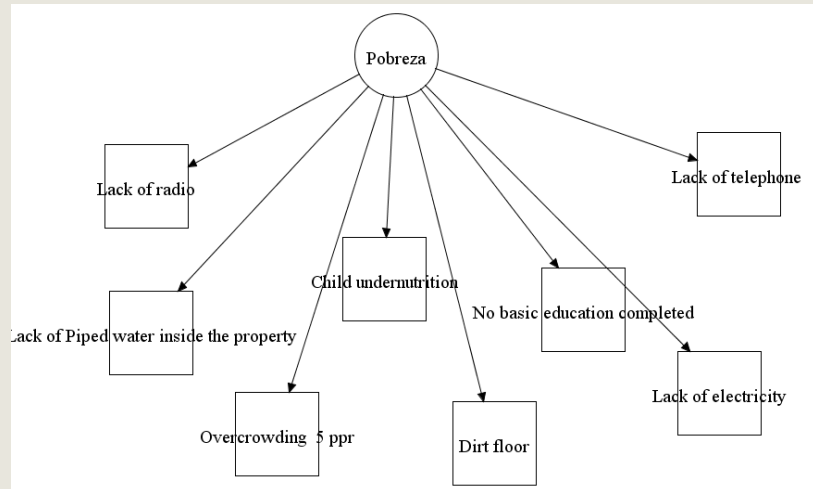 Pobreza
Lack of radio
Lack of telephone
Child undernutrition
No basic education completed
Lack of Piped water inside the property
Lack of electricity
Overcrowding 5 ppr
Dirt floor